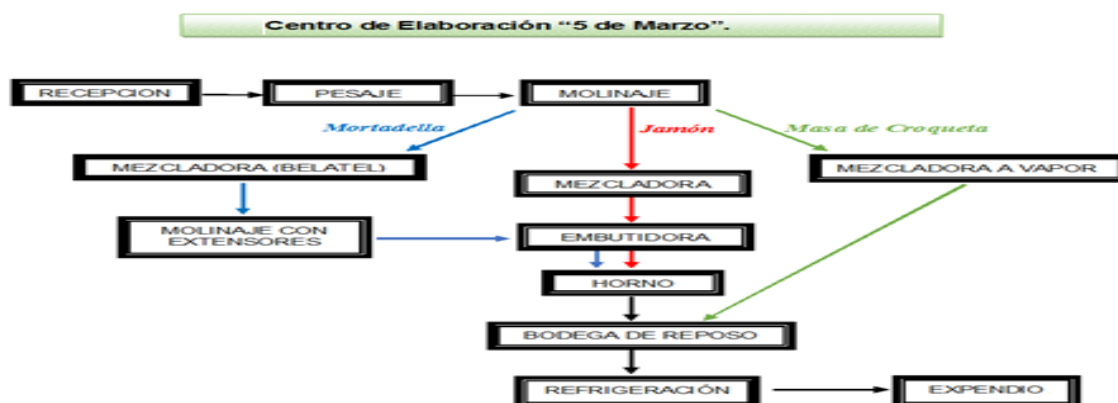 Centro de Elaboración “5 de Marzo”.
RECEPCION
PESAJE
MOLINAJE
Mortadella
Jamón
Masa de Croqueta
MEZCLADORA (BELATEL)
MEZCLADORA
MEZCLADORA A VAPOR
MOLINAJE CON
EXTENSORES
EMBUTIDORA
HORNO
BODEGA DE REPOSO
REFRIGERACIÓN
EXPENDIO